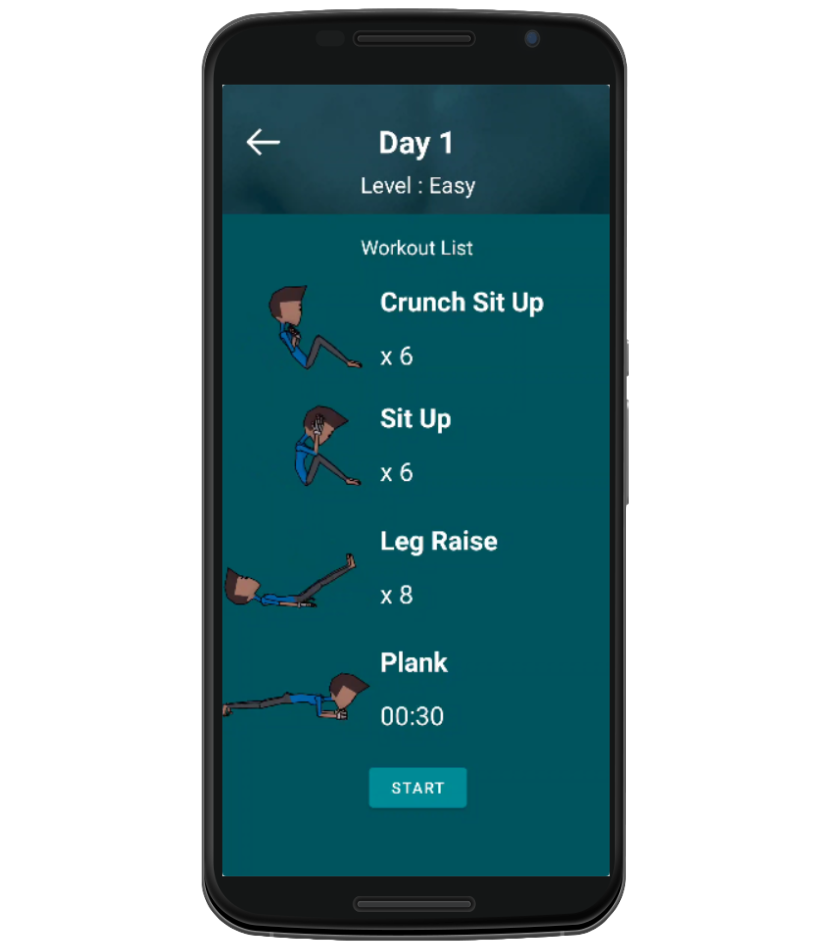 Day 1
Level : Easy
Workout List
Crunch Sit Up
x 6
Sit Up
x 6
Leg Raise
x 8
Plank
00:30
START